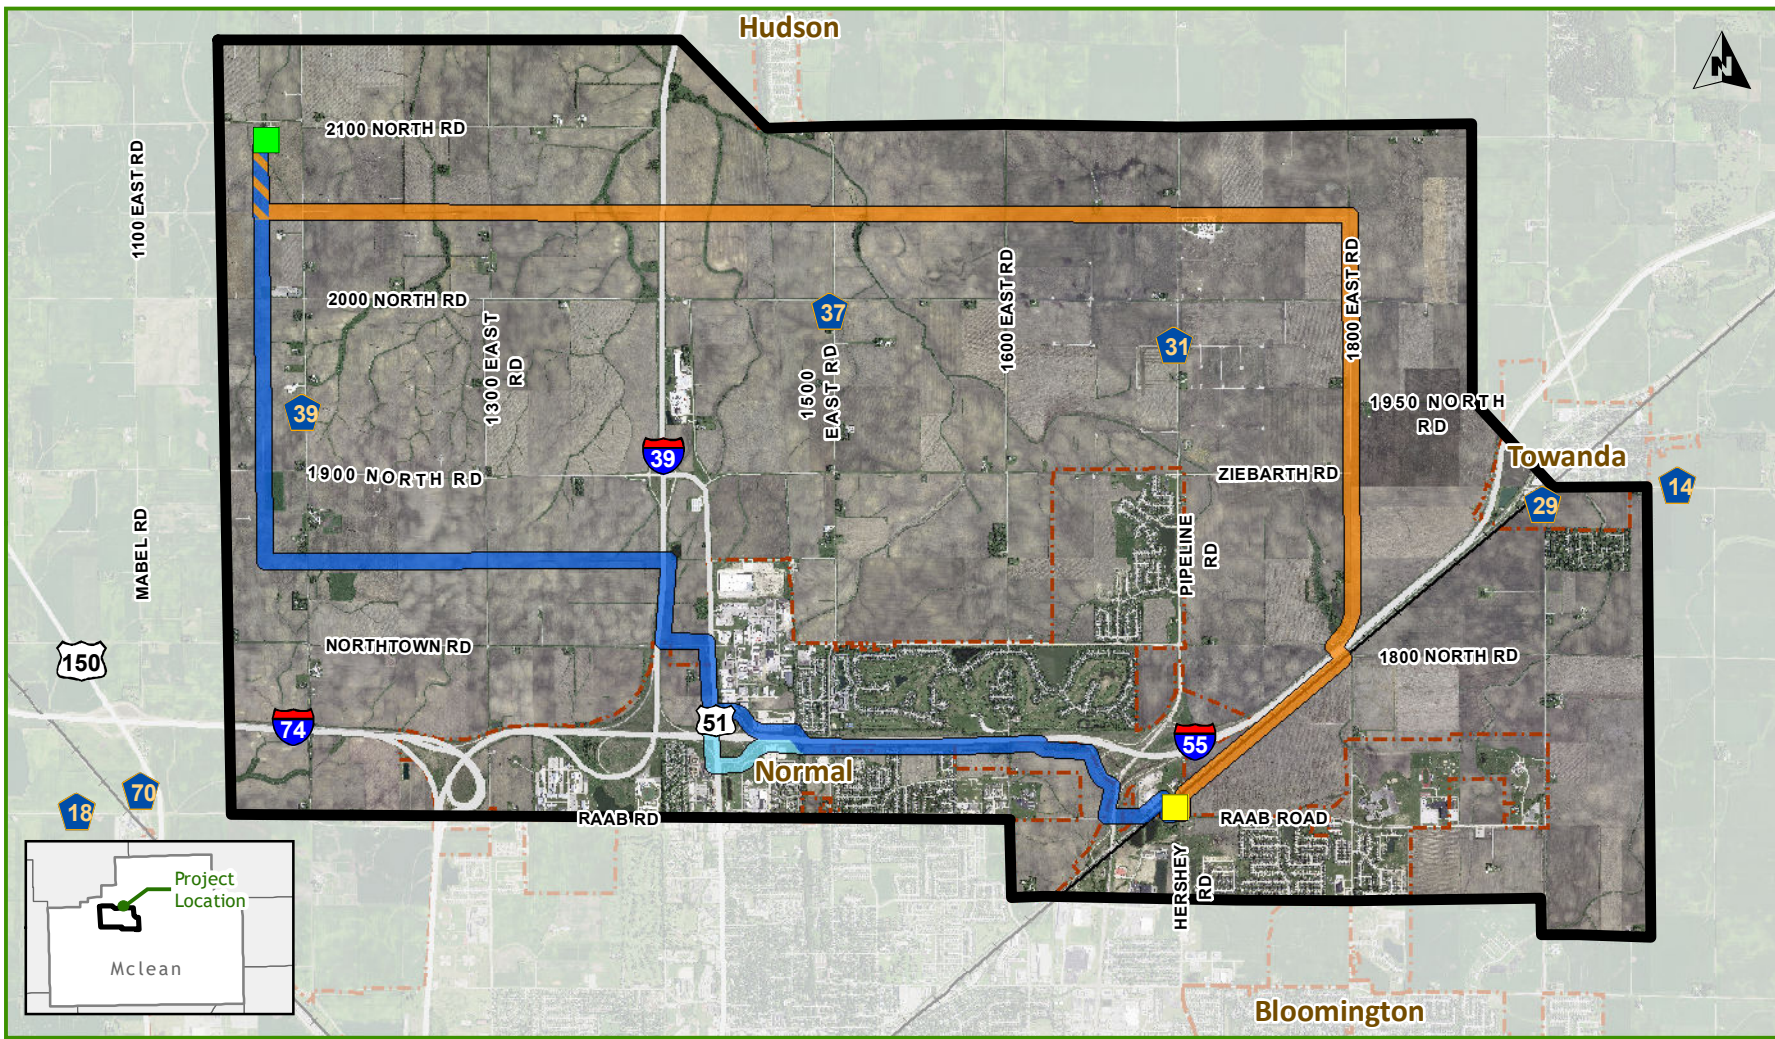 Hudson
N
2100 NORTH RD
1100 EAST RD
2000 NORTH RD
1300 EAST
RD
37
1500
EAST RD
1600 EAST RD
31
1800 EAST RD
39
1950 NORTH
RD
39
1900 NORTH RD
ZIEBARTH RD
Towanda
14
29
MABEL RD
PIPELINE
RD
NORTHTOWN RD
1800 NORTH RD
150
74
51
55
Normal
70
18
RAAB RD
RAAB ROAD
HERSHEY
RD
Project
Location
Mclean
Bloomington